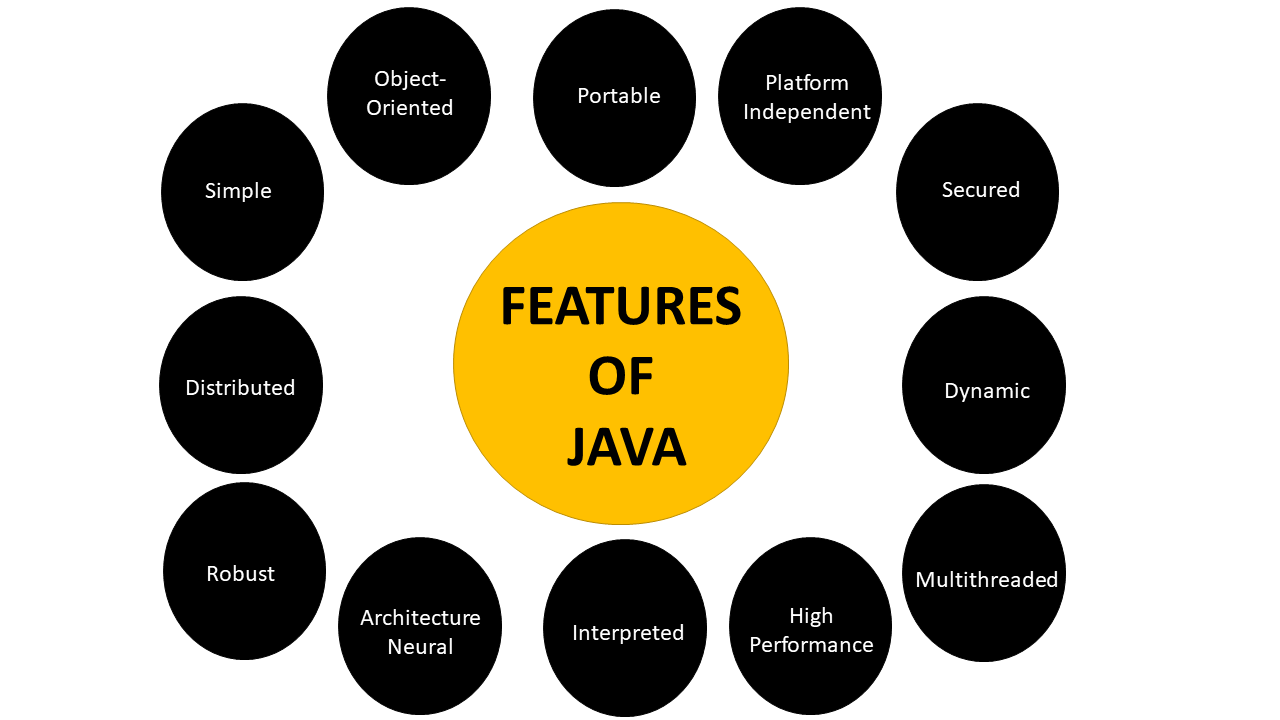 Object-
Oriented
Portable
Platform
Independent
Simple
Secured
FEATURES
OF
JAVA
Distributed
Dynamic
Robust
Multithreaded
Architecture
Neural
Interpreted
High
Performance